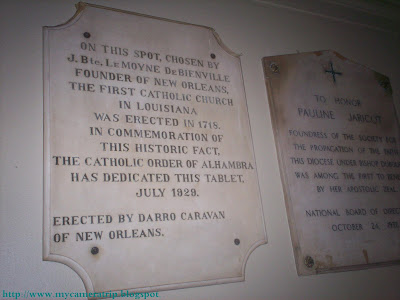 ON THIS SPOT, CHOSEN BY
J. Bte. LEMOYNE DEBIENVILLE
FOUNDER OF NEW ORLEANS,
THE FIRST CATHOLIC CHURCH
IN LOUISIANA
WAS ERECTED IN 1718.
IN COMMEMORATION OF
THIS HISTORIC FACT,
THE CATHOLIC ORDER OF ALHAMBRA
HAS DEDICATED THIS TABLET,
JULY 1929.
ERECTED BY DARRO CARAVAN
OF NEW ORLEANS.
TO HONOR
PAULINE JARICOT
FOUNDRESS OF THE SOCIETY FOR
THE PROPAGATION OF THE
THIS DIOCESE UNDER BISHOP
WAS AMONG THE FIRST TO
BY HER APOSTOLIC ZEAL
NATIONAL BOARD OF
OCTOBER 24
http://www.mycamerarin.blogspot